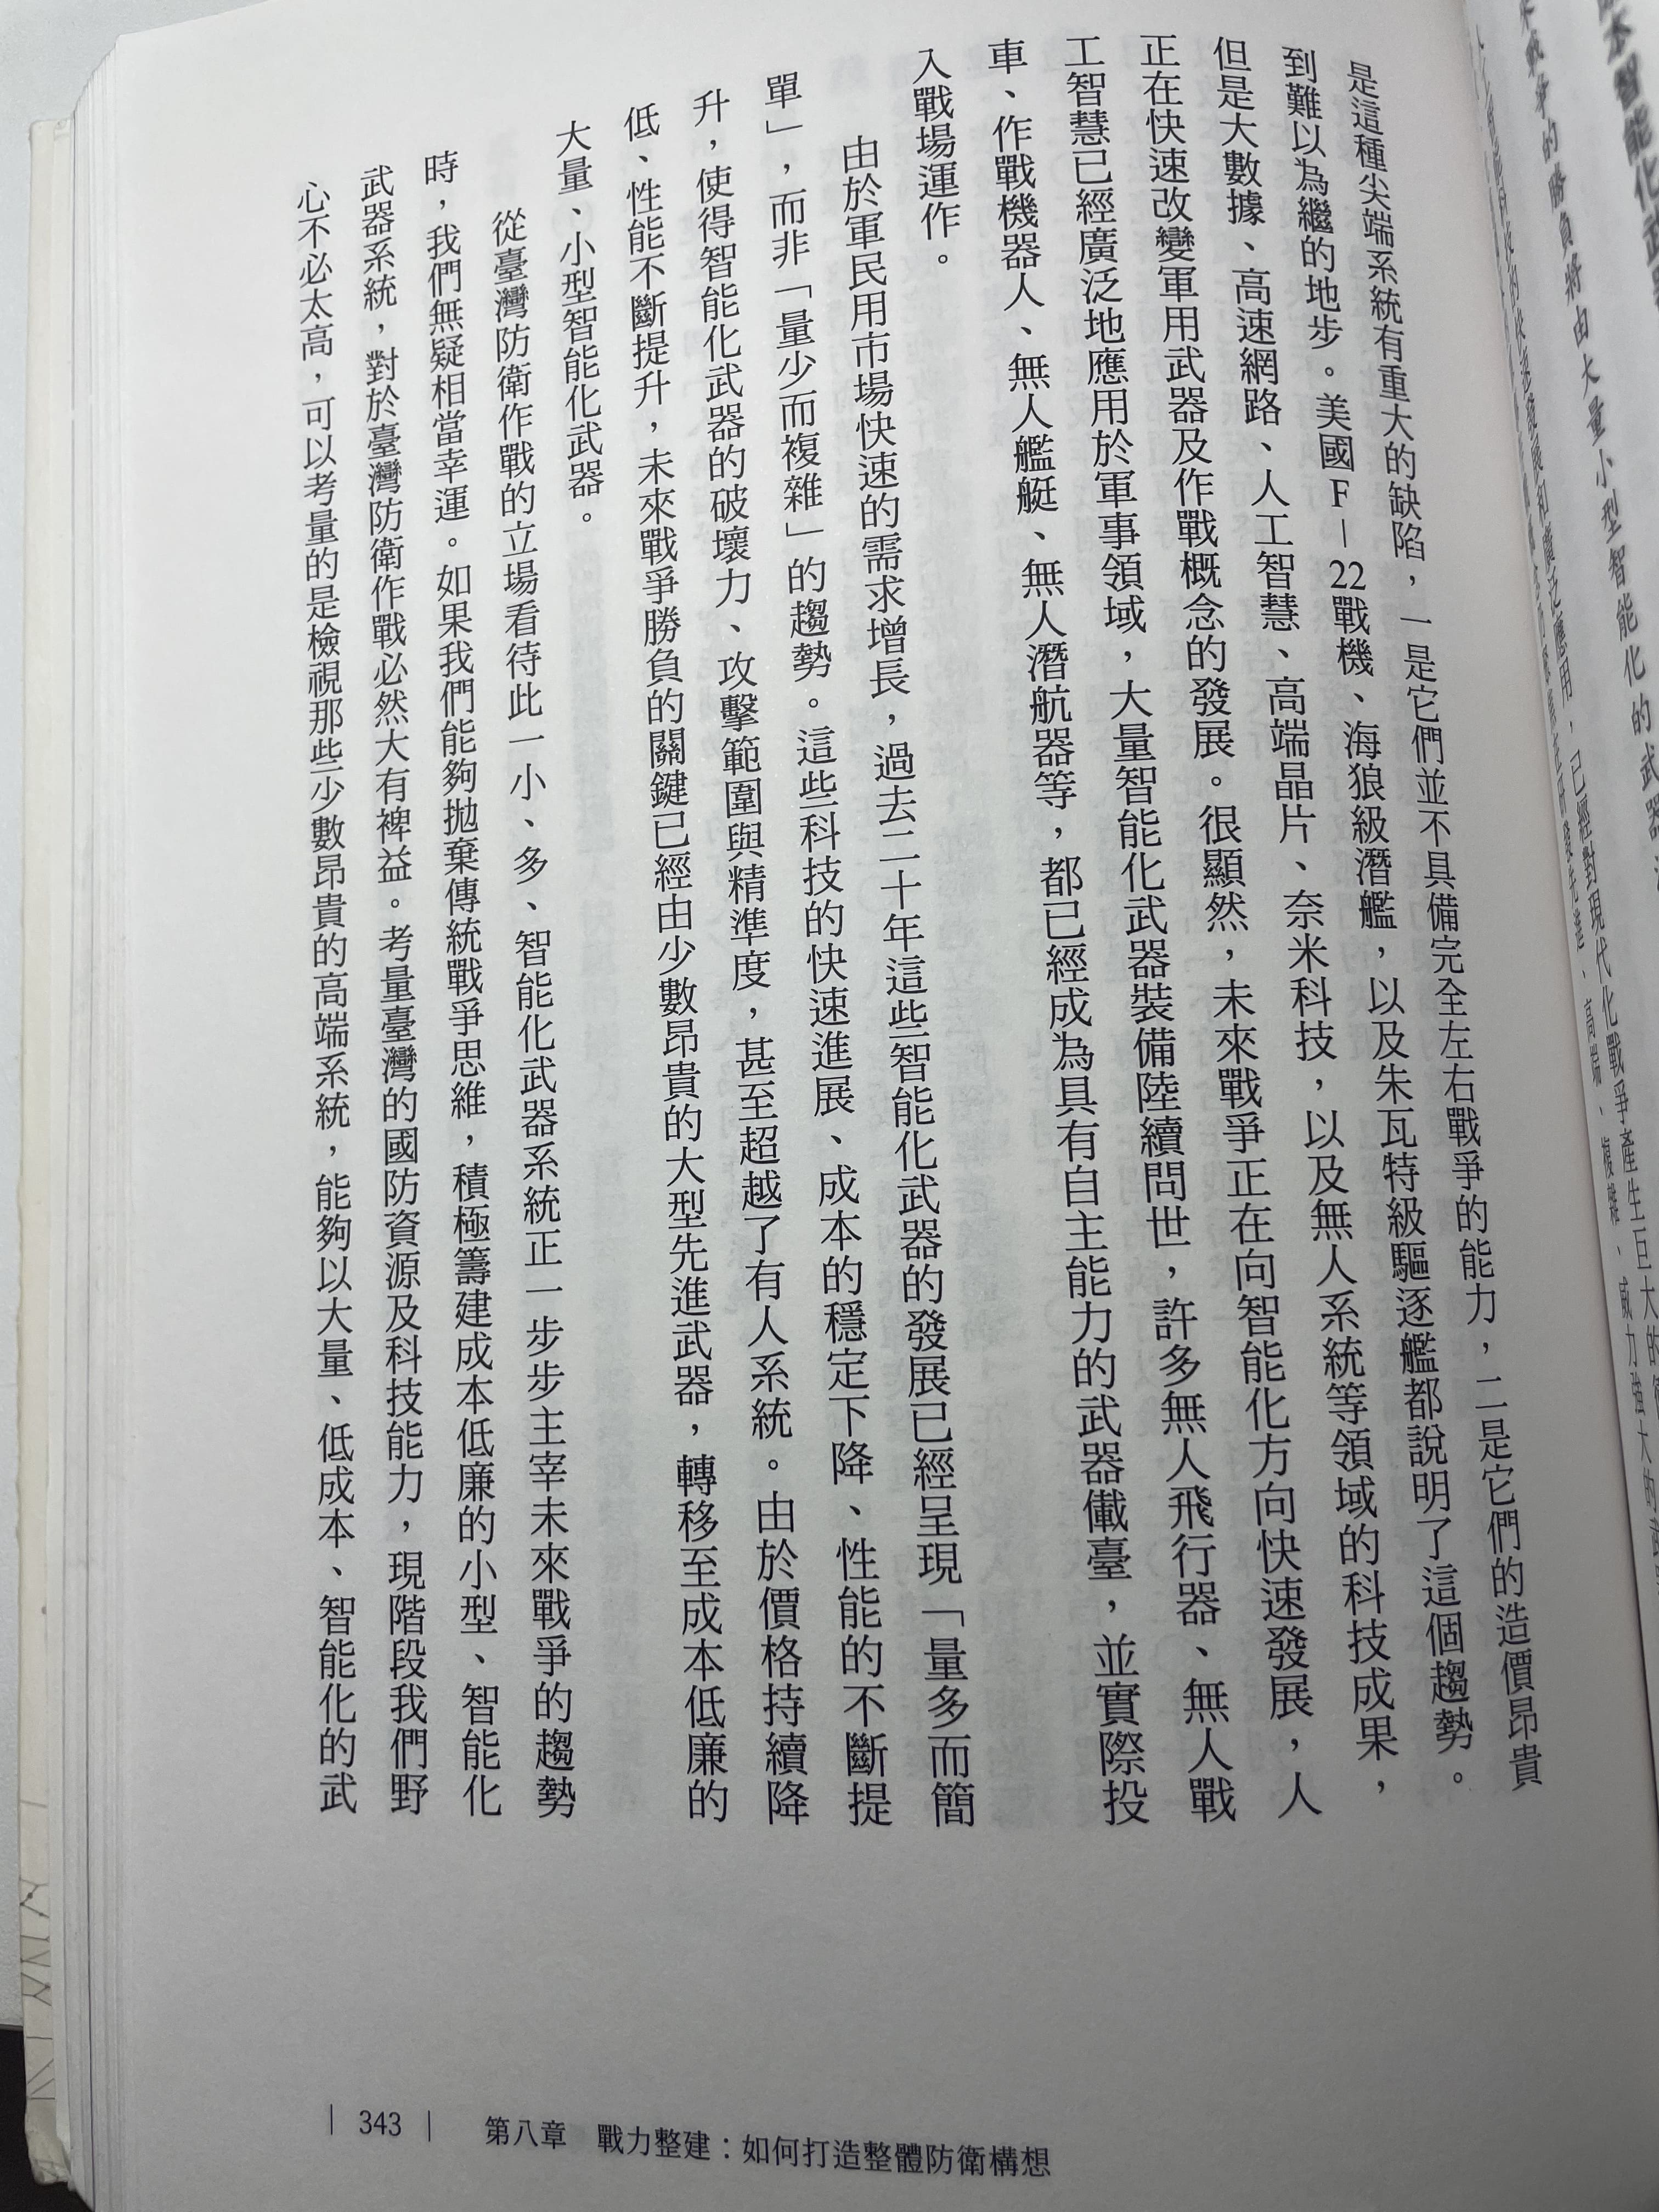 是這種尖端系統有重大的缺陷，一是它們並不具備完全左右戰爭的能力，二是它們的造價昂貴
到難以為繼的地步。美國F－22戰機、海狼級潛艦，以及朱瓦特級驅逐艦都說明了這個趨勢。
但是大數據、高速網路、人工智慧、高端晶片、奈米科技，以及無人系統等領域的科技成果，
正在快速改變軍用武器及作戰概念的發展。很顯然，未來戰爭正在向智能化方向快速發展，人
工智慧已經廣泛地應用於軍事領域，大量智能化武器裝備陸續問世，許多無人飛行器、無人戰
車、作戰機器人、無人艦艇、無人潛航器等，都已經成為具有自主能力的武器儎臺，並實際投
入戰場運作。
由於軍民用市場快速的需求增長，過去二十年這些智能化武器的發展已經呈現「量多而簡
單」，而非「量少而複雜」的趨勢。這些科技的快速進展、成本的穩定下降、性能的不斷提
升，使得智能化武器的破壞力、攻擊範圍與精準度，甚至超越了有人系統。由於價格持續降
低、性能不斷提升，未來戰爭勝負的關鍵已經由少數昂貴的大型先進武器，轉移至成本低廉的
大量、小型智能化武器。
從臺灣防衛作戰的立場看待此一小、多、智能化武器系統正一步步主宰未來戰爭的趨勢
時，我們無疑相當幸運。如果我們能夠拋棄傳統戰爭思維，積極籌建成本低廉的小型、智能化
武器系統，對於臺灣防衛作戰必然大有裨益。考量臺灣的國防資源及科技能力，現階段我們野
心不必太高，可以考量的是檢視那些少數昂貴的高端系統，能夠以大量、低成本、智能化的武
343
第八章 戰力整建：如何打造整體防衛構想